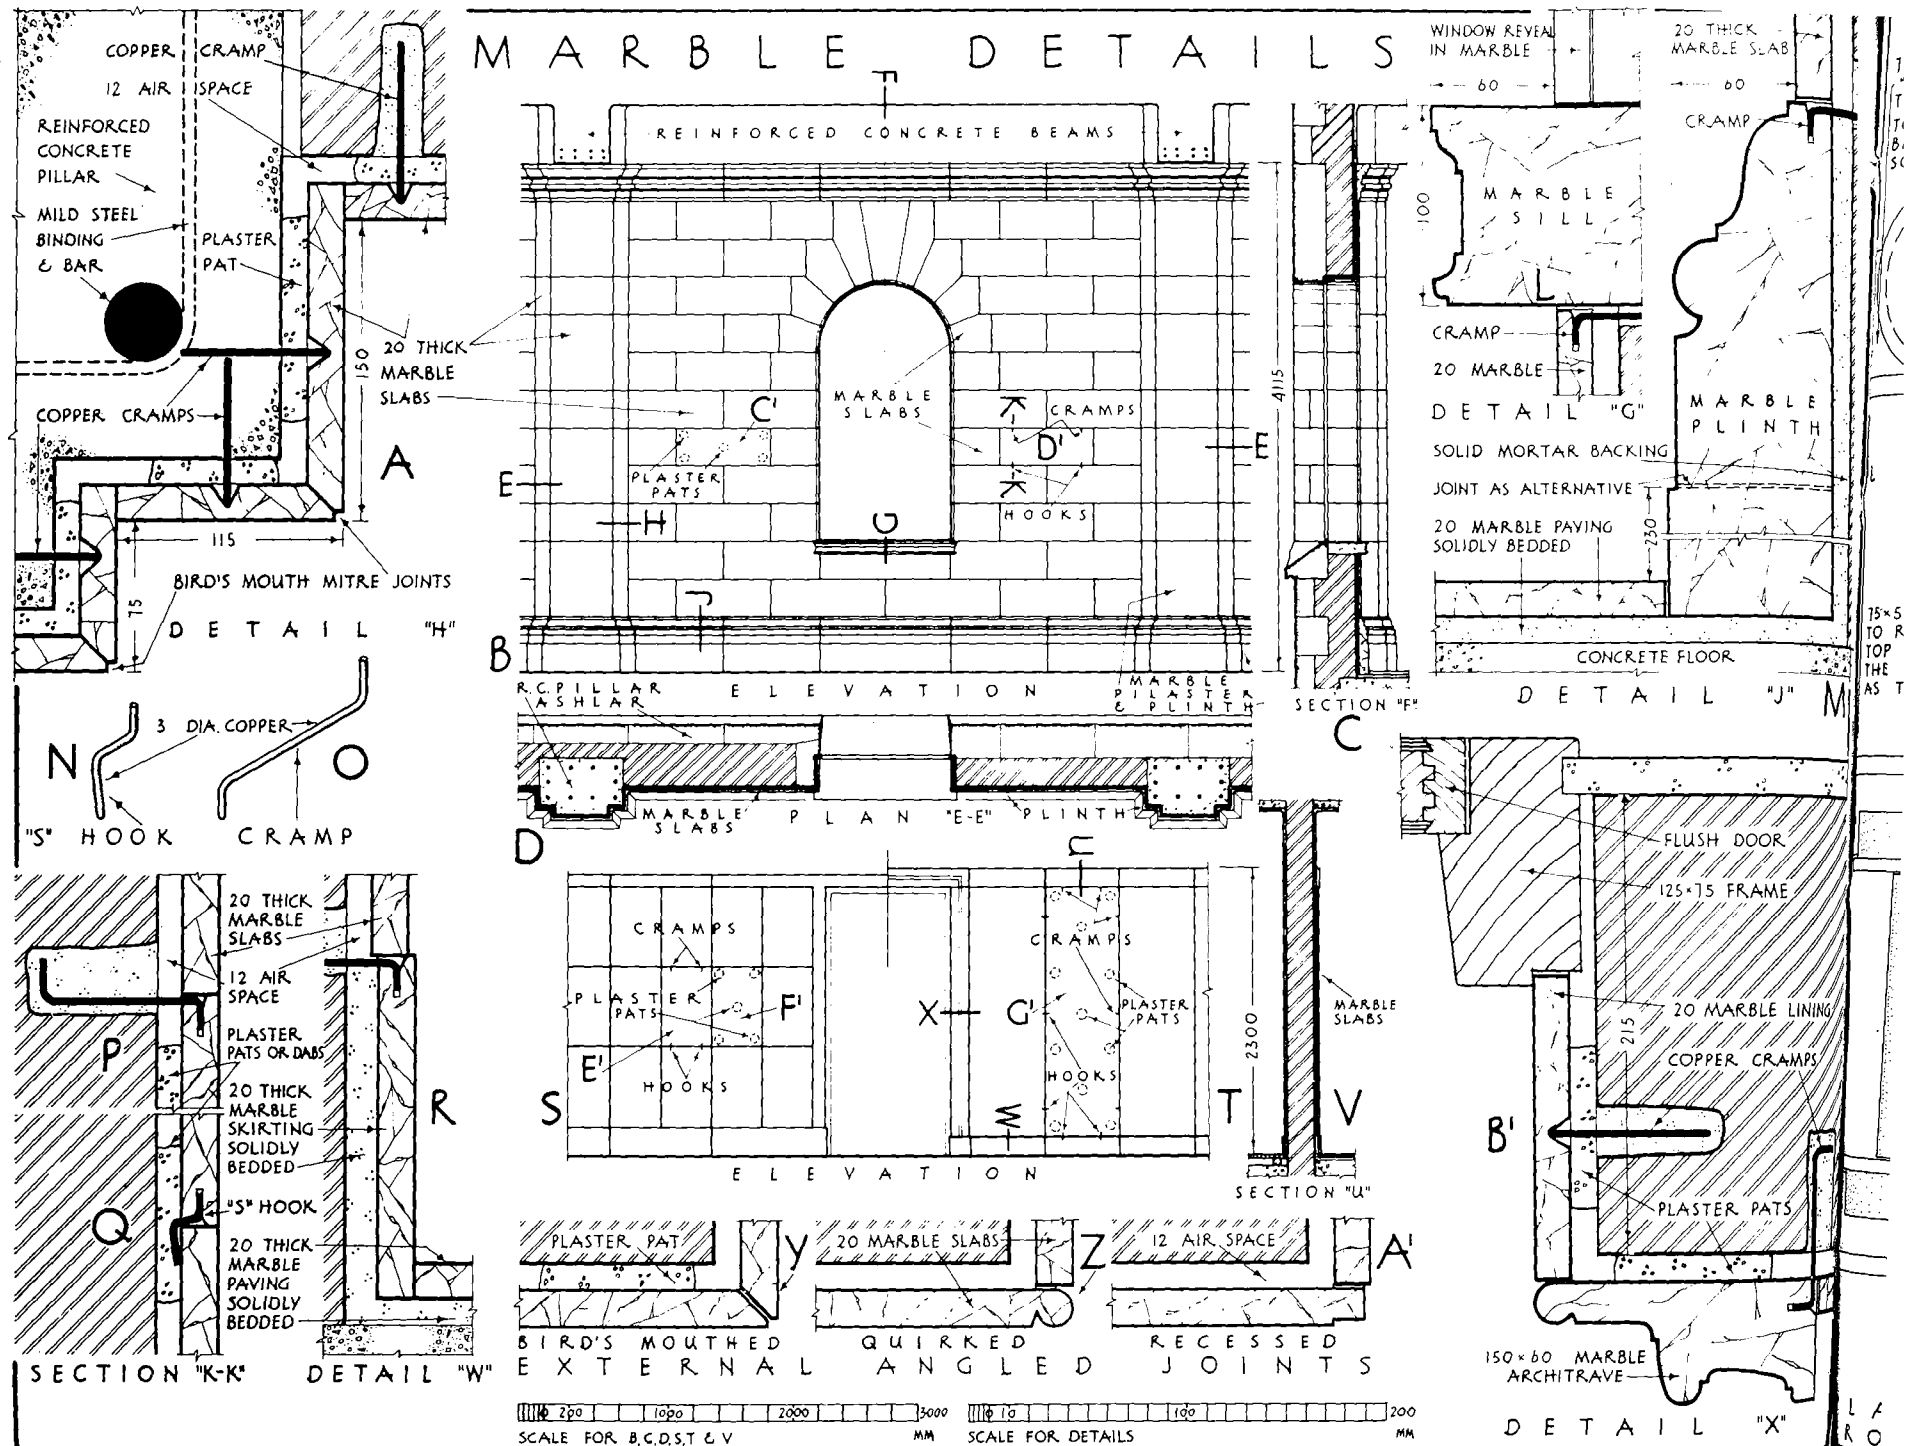 MARBLE DETAILS
COPPER CRAMP
12 AIR SPACE
REINFORCED
CONCRETE
PILLAR
MILD STEEL
BINDING
& BAR
PLASTER
PAT
COPPER CRAMPS
20 THICK
MARBLE
SLABS
150
A
115
75
BIRD'S MOUTH MITRE JOINTS
DETAIL "H"
F
REINFORCED CONCRETE BEAMS
MARBLE
SLABS
C'
PLASTER
PATS
K
CRAMPS
D'
K
HOOKS
E
E
H
G
J
B
4115
ELEVATION
MARBLE
PILASTER
& PLINTH
SECTION "F"
C
R.C. PILLAR
ASHLAR
MARBLE
SLABS
PLAN "E-E"
PLINTH
D
WINDOW REVEAL
IN MARBLE
60
100
MARBLE
SILL
L
CRAMP
20 MARBLE
DETAIL "G"
20 THICK
MARBLE SLAB
60
CRAMP
MARBLE
PLINTH
SOLID MORTAR BACKING
JOINT AS ALTERNATIVE
20 MARBLE PAVING
SOLIDLY BEDDED
230
CONCRETE FLOOR
DETAIL "J"
M
75×5
TO R
TOP
THE
AS T
N
3 DIA. COPPER
O
"S" HOOK
CRAMP
20 THICK
MARBLE
SLABS
12 AIR
SPACE
P
PLASTER
PATS OR DABS
20 THICK
MARBLE
SKIRTING
SOLIDLY
BEDDED
R
Q
"S" HOOK
20 THICK
MARBLE
PAVING
SOLIDLY
BEDDED
SECTION "K-K"
DETAIL "W"
CRAMPS
PLASTER
PATS
F'
E'
HOOKS
S
X
U
CRAMPS
G'
PLASTER
PATS
HOOKS
W
T
2300
ELEVATION
MARBLE
SLABS
V
SECTION "U"
PLASTER PAT
Y
20 MARBLE SLABS
Z
12 AIR SPACE
A'
BIRD'S MOUTHED
QUIRKED
RECESSED
EXTERNAL ANGLED JOINTS
0 200 1000 2000 3000
SCALE FOR B,C,D,S,T & V MM
0 10 100 200
SCALE FOR DETAILS MM
FLUSH DOOR
125×75 FRAME
20 MARBLE LINING
215
COPPER CRAMPS
B'
PLASTER PATS
150×60 MARBLE
ARCHITRAVE
DETAIL "X"